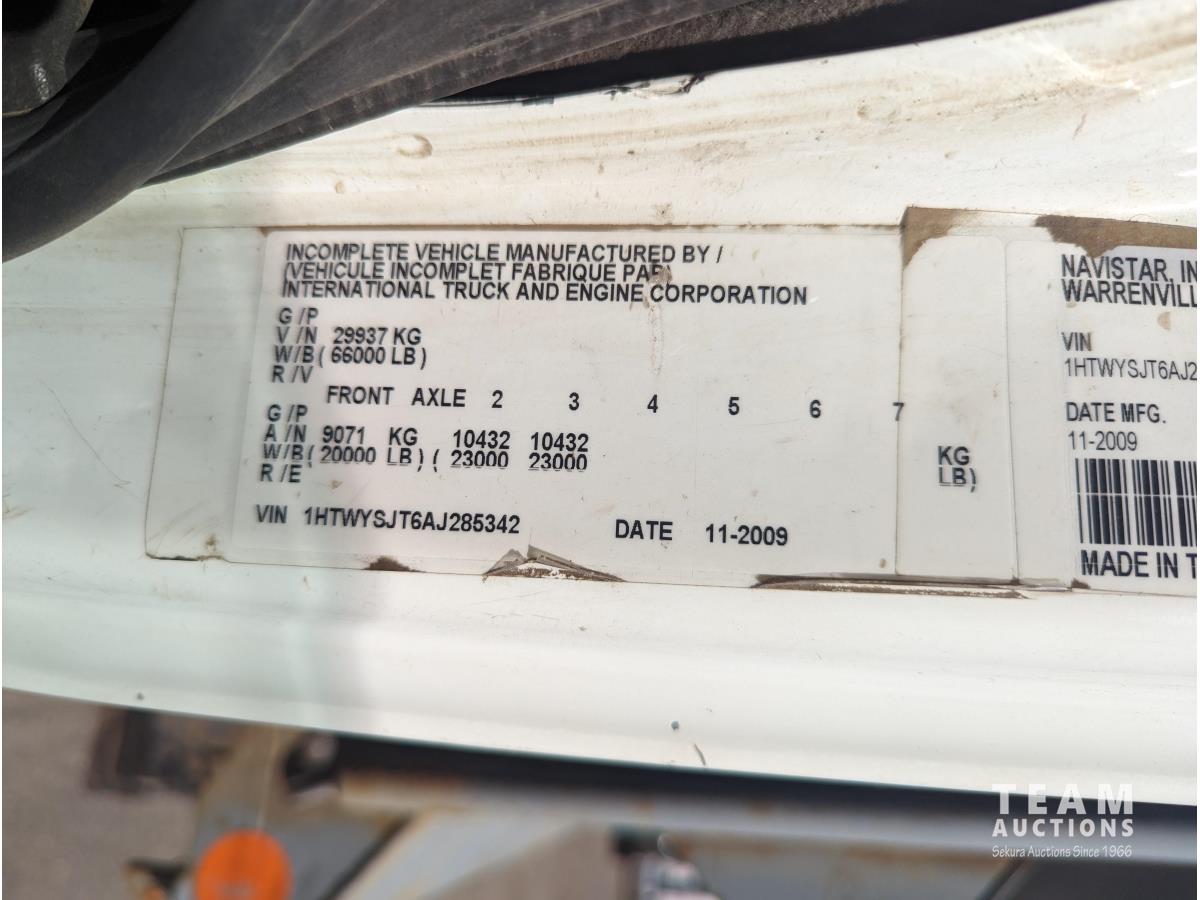 INCOMPLETE VEHICLE MANUFACTURED BY /
(VEHICULE INCOMPLET FABRIQUE PAR)
INTERNATIONAL TRUCK AND ENGINE CORPORATION
G /P
V /N 29937 KG
W/B ( 66000 LB)
R /V
FRONT AXLE 2 3 4 5 6 7
G /P
A /N 9071 KG 10432 10432
W/B ( 20000 LB) ( 23000 23000
R /E
KG
LB)
VIN 1HTWYSJT6AJ285342 DATE 11-2009
NAVISTAR, IN
WARRENVILL
VIN
1HTWYSJT6AJ2
DATE MFG.
11-2009
MADE IN T
TEAM
AUCTIONS
Sekura Auctions Since 1966